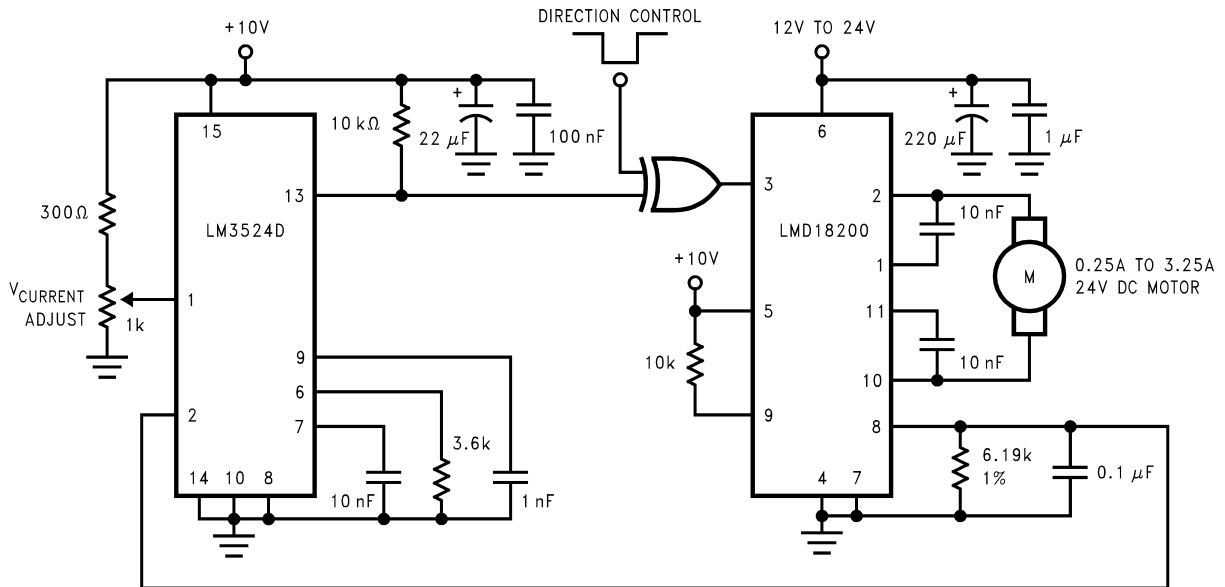 DIRECTION CONTROL
+10V
12V TO 24V
15
10kΩ
22 μF
100 nF
6
220 μF
1 μF
13
3
2
10 nF
300Ω
LM3524D
LMD18200
+10V
1
M
0.25A TO 3.25A
24V DC MOTOR
VCURRENT
ADJUST
1k
1
5
11
9
10k
10 nF
6
10
2
7
9
8
3.6k
6.19k
1%
0.1 μF
14
10
8
10 nF
1 nF
4
7